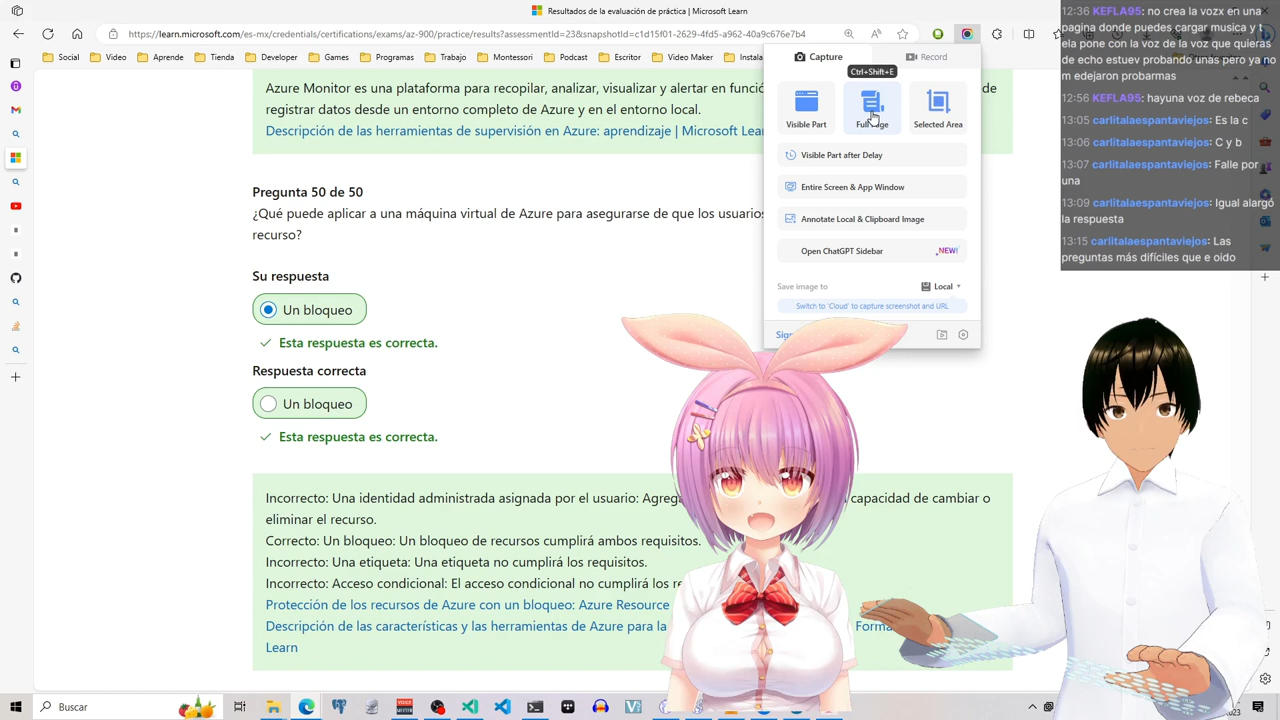 Resultados de la evaluación de práctica | Microsoft Learn
https://learn.microsoft.com/es-mx/credentials/certifications/exams/az-900/practice/results?assessmentId=23&snapshotId=c1d15f01-2629-4fd5-a962-40a9c676e7b4
Social
Video
Aprende
Tienda
Developer
Games
Programas
Trabajo
Montessori
Podcast
Escritor
Video Maker
Instala
Azure Monitor es una plataforma para recopilar, analizar, visualizar y alertar en
de
registrar datos desde un entorno completo de Azure y en el entorno local.
Descripción de las herramientas de supervisión en Azure: aprendizaje | Microsoft
Pregunta 50 de 50
¿Qué puede aplicar a una máquina virtual de Azure para asegurarse de que los usuarios
recurso?
Su respuesta
Un bloqueo
Esta respuesta es correcta.
Respuesta correcta
Un bloqueo
Esta respuesta es correcta.
Incorrecto: Una identidad administrada asignada por el usuario:
capacidad de cambiar o
eliminar el recurso.
Correcto: Un bloqueo: Un bloqueo de recursos cumplirá ambos requisitos.
Incorrecto: Una etiqueta: Una etiqueta no cumplirá los requisitos.
Incorrecto: Acceso condicional: El acceso condicional no cumplirá los
Protección de los recursos de Azure con un bloqueo: Azure Resource
Descripción de las características y las herramientas de Azure para la
Learn
Capture
Record
Ctrl+Shift+E
Visible Part
Full Page
Selected Area
Visible Part after Delay
Entire Screen & App Window
Annotate Local & Clipboard Image
Open ChatGPT Sidebar
NEW!
Save image to
Local
Switch to 'Cloud' to capture screenshot and URL
12:36 KEFLA95: no crea la voz en una
pagina donde puedes cargar musica y
ela pone con la voz de la voz que quieras
de echo estuev probado unas pero ya no
m edejaron probarmas
12:56 KEFLA95: hayuna voz de rebeca
13:05 carlitalaespantaviejos: Es la c
13:06 carlitalaespantaviejos: C y b
13:07 carlitalaespantaviejos: Falle por
una
13:09 carlitalaespantaviejos: Igual alargó
la respuesta
13:15 carlitalaespantaviejos: Las
preguntas más difíciles que e oido
Buscar